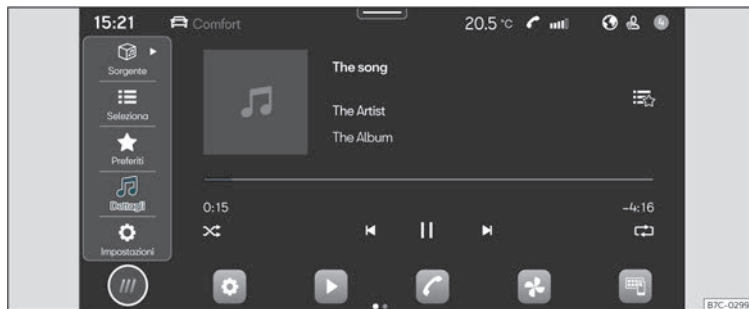 15:21
Comfort
20.5 °C
4
Sorgente
Seleziona
Preferiti
Dettagli
Impostazioni
The song
The Artist
The Album
0:15
-4:16
B7C-0299